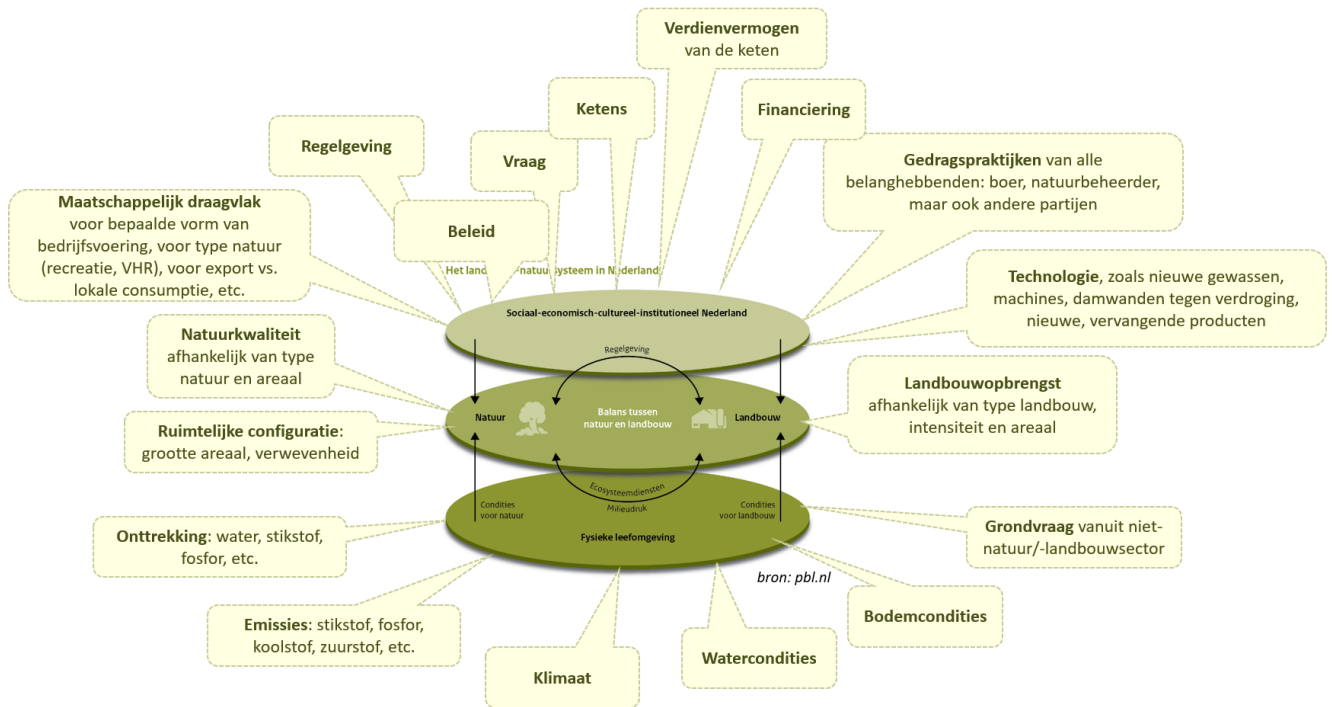 Verdienvermogen
van de keten
Ketens
Financiering
Regelgeving
Vraag
Gedragspraktijken van alle
belanghebbenden: boer, natuurbeheerder,
maar ook andere partijen
Maatschappelijk draagvlak
voor bepaalde vorm van
bedrijfsvoering, voor type natuur
(recreatie, VHR), voor export vs.
lokale consumptie, etc.
Beleid
Het land -natuursysteem in Nederland
Technologie, zoals nieuwe gewassen,
machines, damwanden tegen verdroging,
nieuwe, vervangende producten
Sociaal-economisch-cultureel-institutioneel Nederland
Natuurkwaliteit
afhankelijk van type
natuur en areaal
Regelgeving
Landbouwopbrengst
afhankelijk van type landbouw,
intensiteit en areaal
Natuur
Balans tussen
natuur en landbouw
Landbouw
Ruimtelijke configuratie:
grootte areaal, verwevenheid
Ecosysteemdiensten
Milieudruk
Condities
voor natuur
Condities
voor landbouw
Fysieke leefomgeving
Onttrekking: water, stikstof,
fosfor, etc.
Grondvraag vanuit niet-
natuur/-landbouwsector
bron: pbl.nl
Bodemcondities
Emissies: stikstof, fosfor,
koolstof, zuurstof, etc.
Watercondities
Klimaat